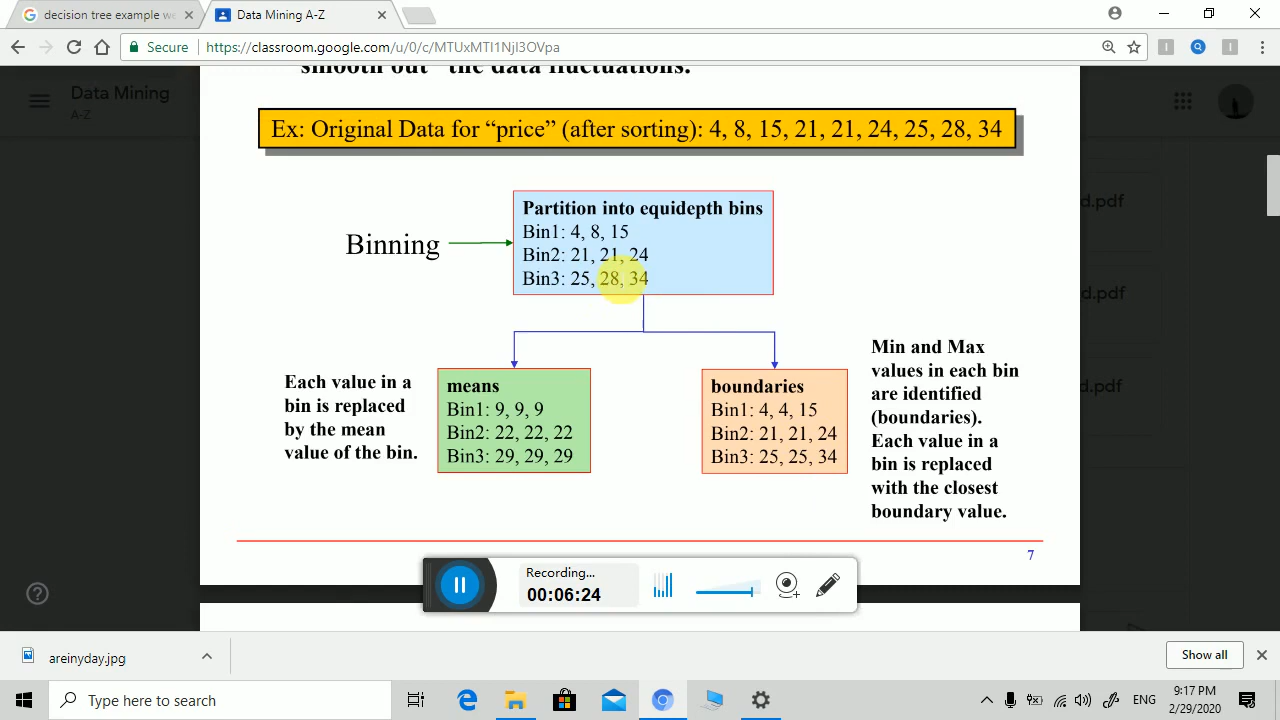 decision tree example we
Data Mining A-Z
Secure
https://classroom.google.com/u/0/c/MTUxMTI1NjI3OVpa
smooth out" the data fluctuations.
Data Mining
A-Z
Ex: Original Data for “price” (after sorting): 4, 8, 15, 21, 21, 24, 25, 28, 34
Binning
Partition into equidepth bins
Bin1: 4, 8, 15
Bin2: 21, 21, 24
Bin3: 25, 28, 34
Each value in a
bin is replaced
by the mean
value of the bin.
means
Bin1: 9, 9, 9
Bin2: 22, 22, 22
Bin3: 29, 29, 29
boundaries
Bin1: 4, 4, 15
Bin2: 21, 21, 24
Bin3: 25, 25, 34
Min and Max
values in each bin
are identified
(boundaries).
Each value in a
bin is replaced
with the closest
boundary value.
d.pdf
d.pdf
d.pdf
7
Recording...
00:06:24
areinyday.jpg
Show all
Type here to search
ENG
9:17 PM
2/29/2020